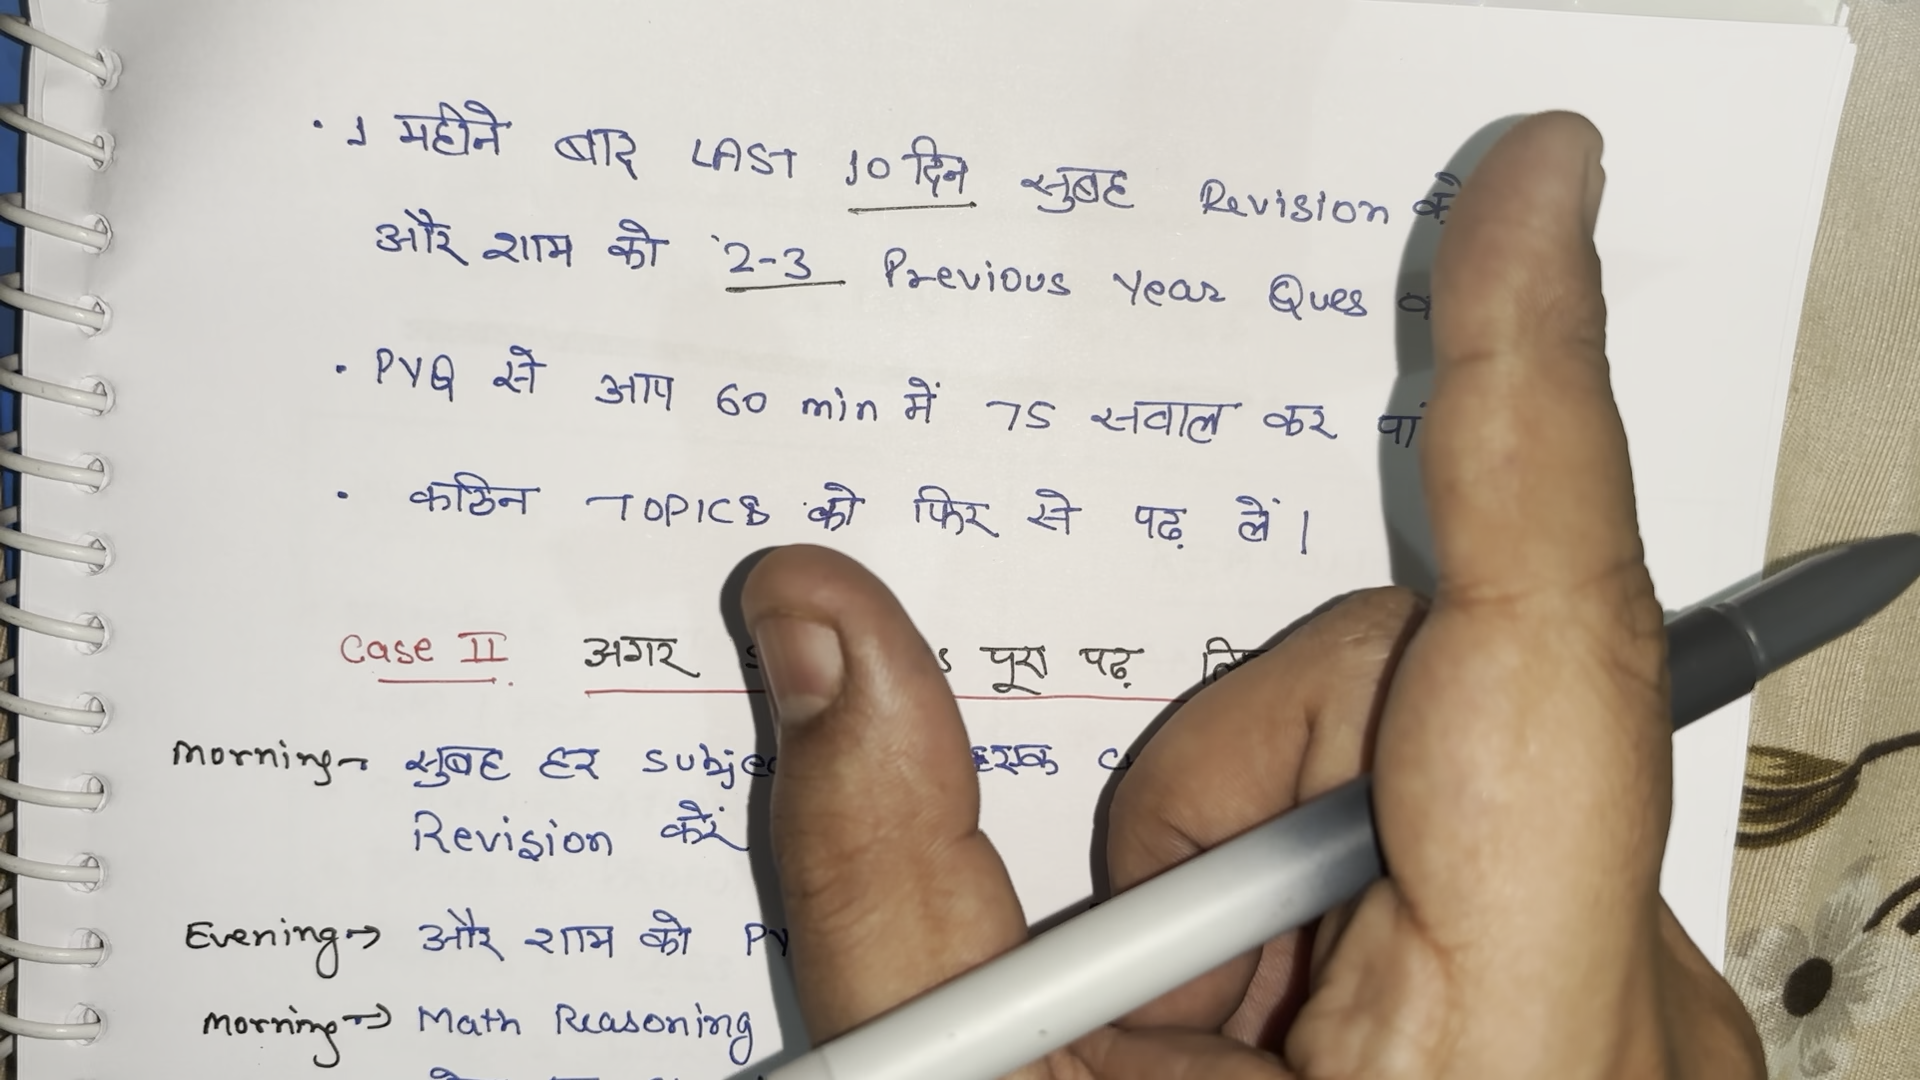 · 1 महीने बाद LAST 10 दिन सुबह Revision
और शाम को 2-3 Previous Year Ques
· PYQ से आप 60 min में 75 सवाल कर
· कठिन TOPICS को फिर से पढ़ लें।
Case II अगर पूरा पढ़
Morning→ सुबह हर
Revision करें
Evening→ और शाम को
Morning→ Math Reasoning